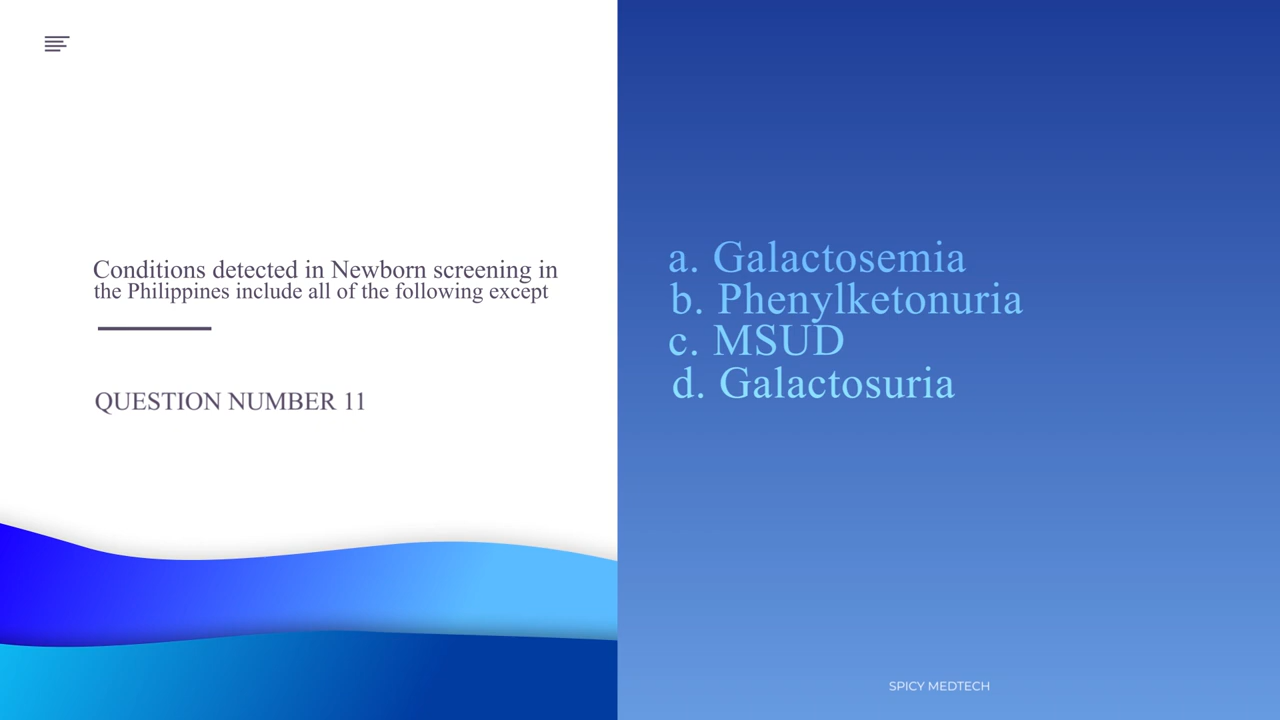 Conditions detected in Newborn screening in
the Philippines include all of the following except
QUESTION NUMBER 11
a. Galactosemia
b. Phenylketonuria
c. MSUD
d. Galactosuria
SPICY MEDTECH